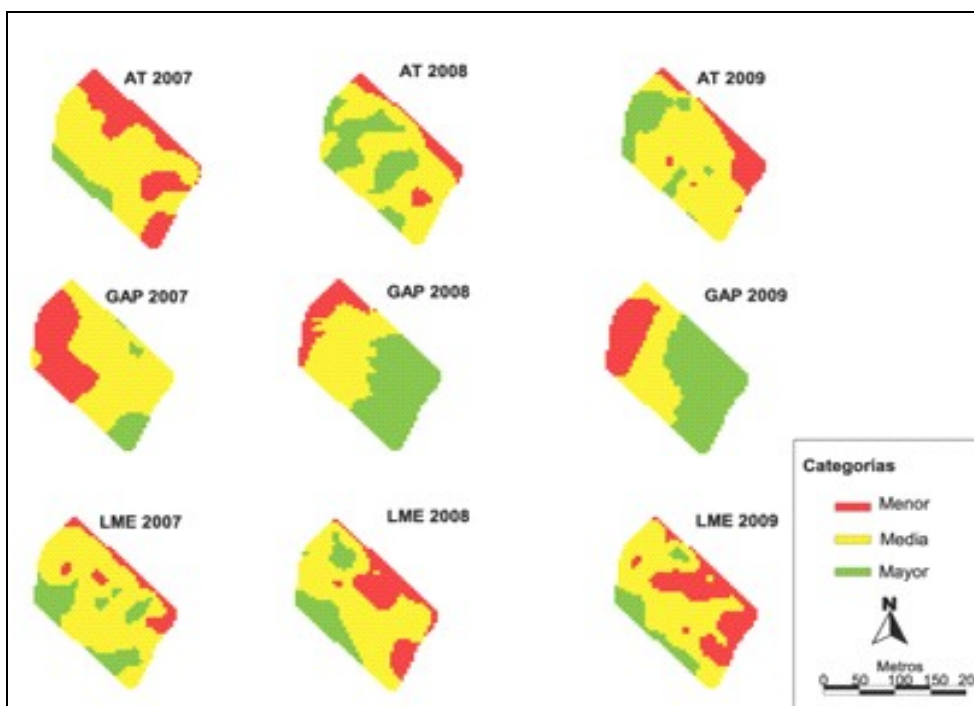 AT 2007
AT 2008
AT 2009
GAP 2007
GAP 2008
GAP 2009
LME 2007
LME 2008
LME 2009
Categorías
Menor
Media
Mayor
N
Metros
0 50 100 150 20